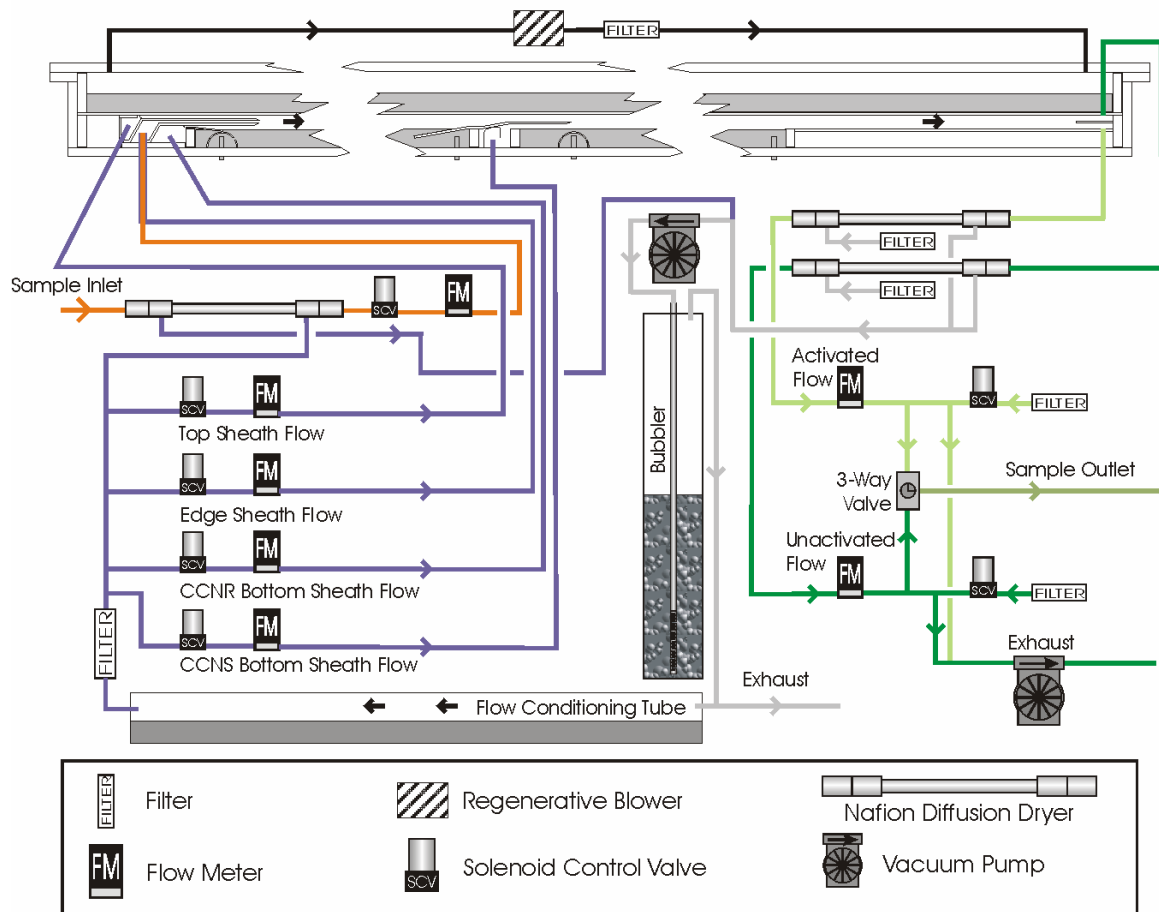 FILTER
Sample Inlet
SCV
FM
FILTER
FILTER
Activated
Flow
FM
SCV
FILTER
SCV
FM
Top Sheath Flow
Bubbler
3-Way
Valve
Sample Outlet
SCV
FM
Edge Sheath Flow
Unactivated
Flow
FM
SCV
FILTER
SCV
FM
CCNR Bottom Sheath Flow
FILTER
SCV
FM
CCNS Bottom Sheath Flow
Exhaust
Exhaust
Flow Conditioning Tube
FILTER
Filter
Regenerative Blower
Nafion Diffusion Dryer
FM
Flow Meter
SCV
Solenoid Control Valve
Vacuum Pump